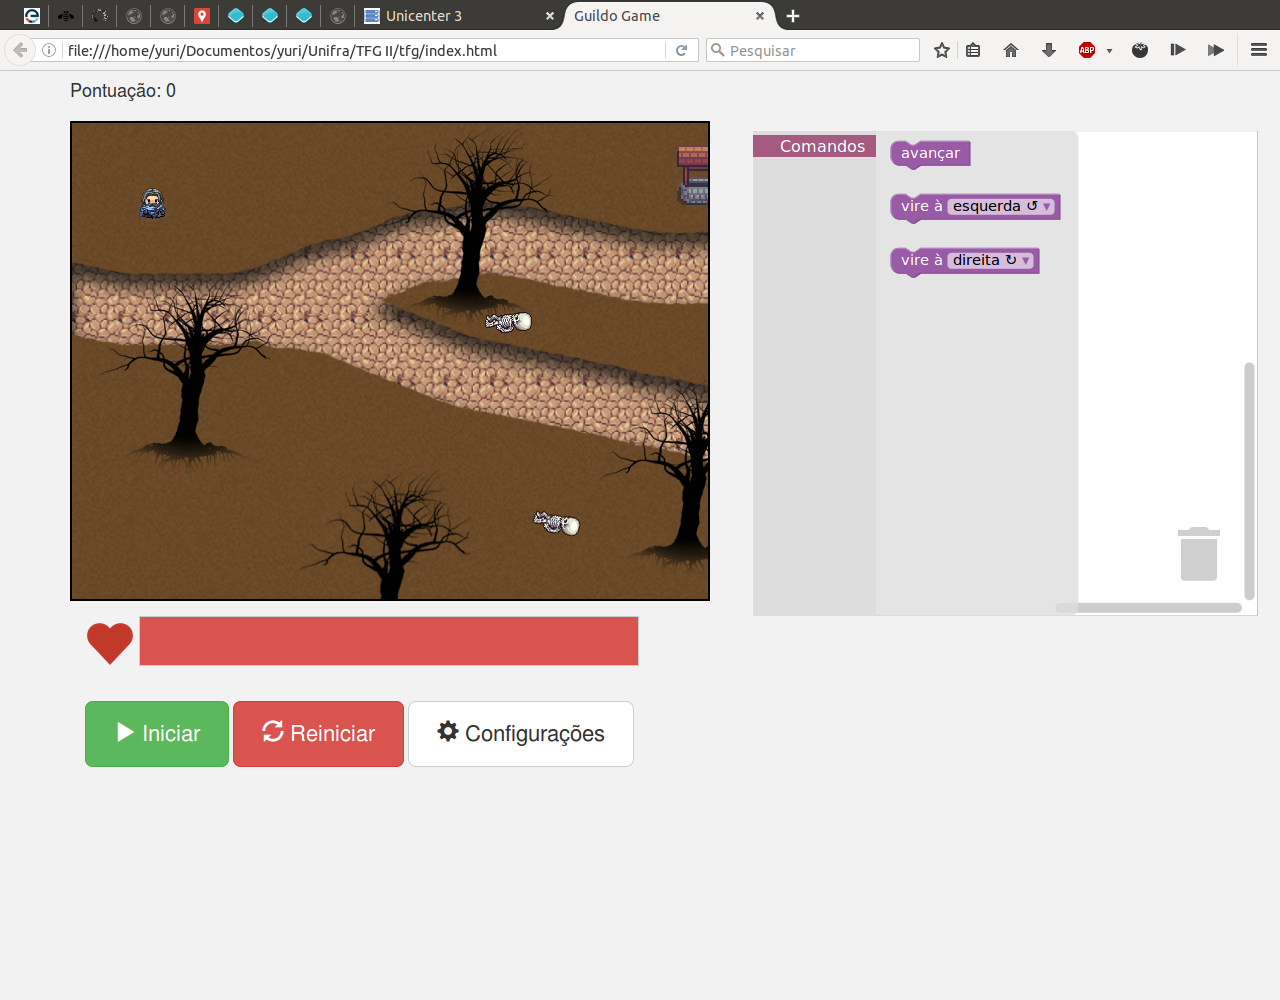 Unicenter 3
Guildo Game
file:///home/yuri/Documentos/yuri/Unifra/TFG II/tfg/index.html
Pesquisar
ABP
Pontuação: 0
Comandos
avançar
vire à esquerda ↺ ▾
vire à direita ↻ ▾
Iniciar
Reiniciar
Configurações